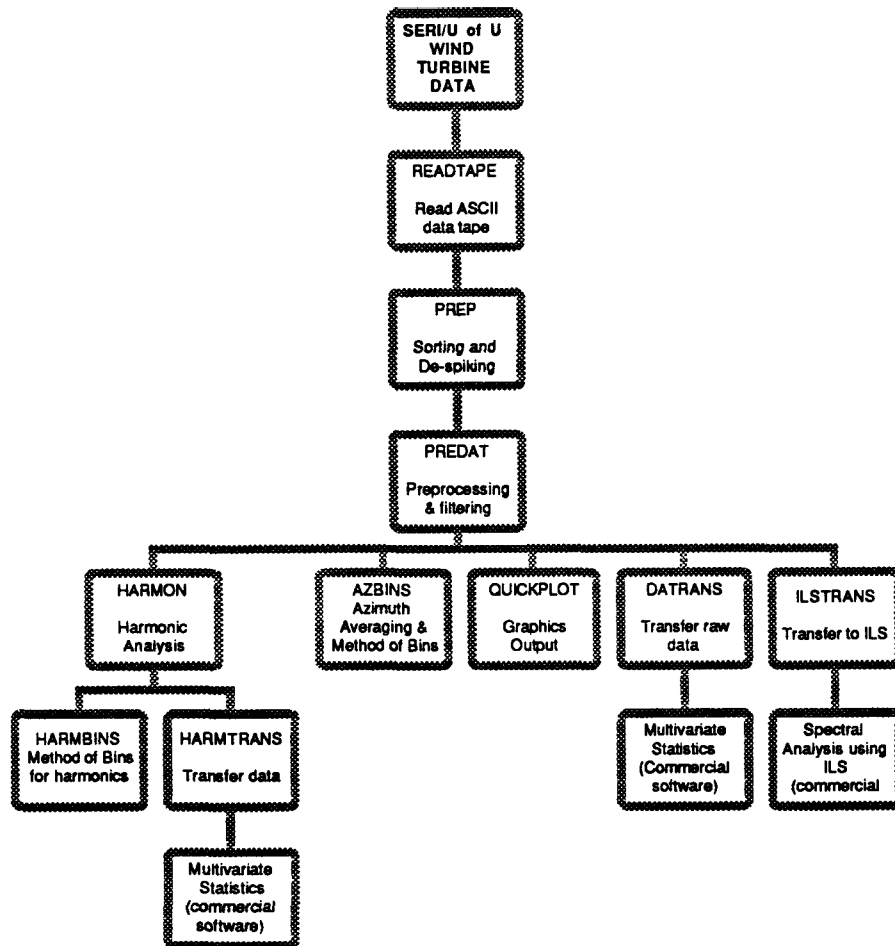 SERI/U of U
WIND
TURBINE
DATA
READTAPE
Read ASCII
data tape
PREP
Sorting and
De-spiking
PREDAT
Preprocessing
& filtering
HARMON
Harmonic
Analysis
AZBINS
Azimuth
Averaging &
Method of Bins
QUICKPLOT
Graphics
Output
DATRANS
Transfer raw
data
ILSTRANS
Transfer to ILS
HARMBINS
Method of Bins
for harmonics
HARMTRANS
Transfer data
Multivariate
Statistics
(Commercial
software)
Spectral
Analysis using
ILS
(commercial
Multivariate
Statistics
(commercial
software)